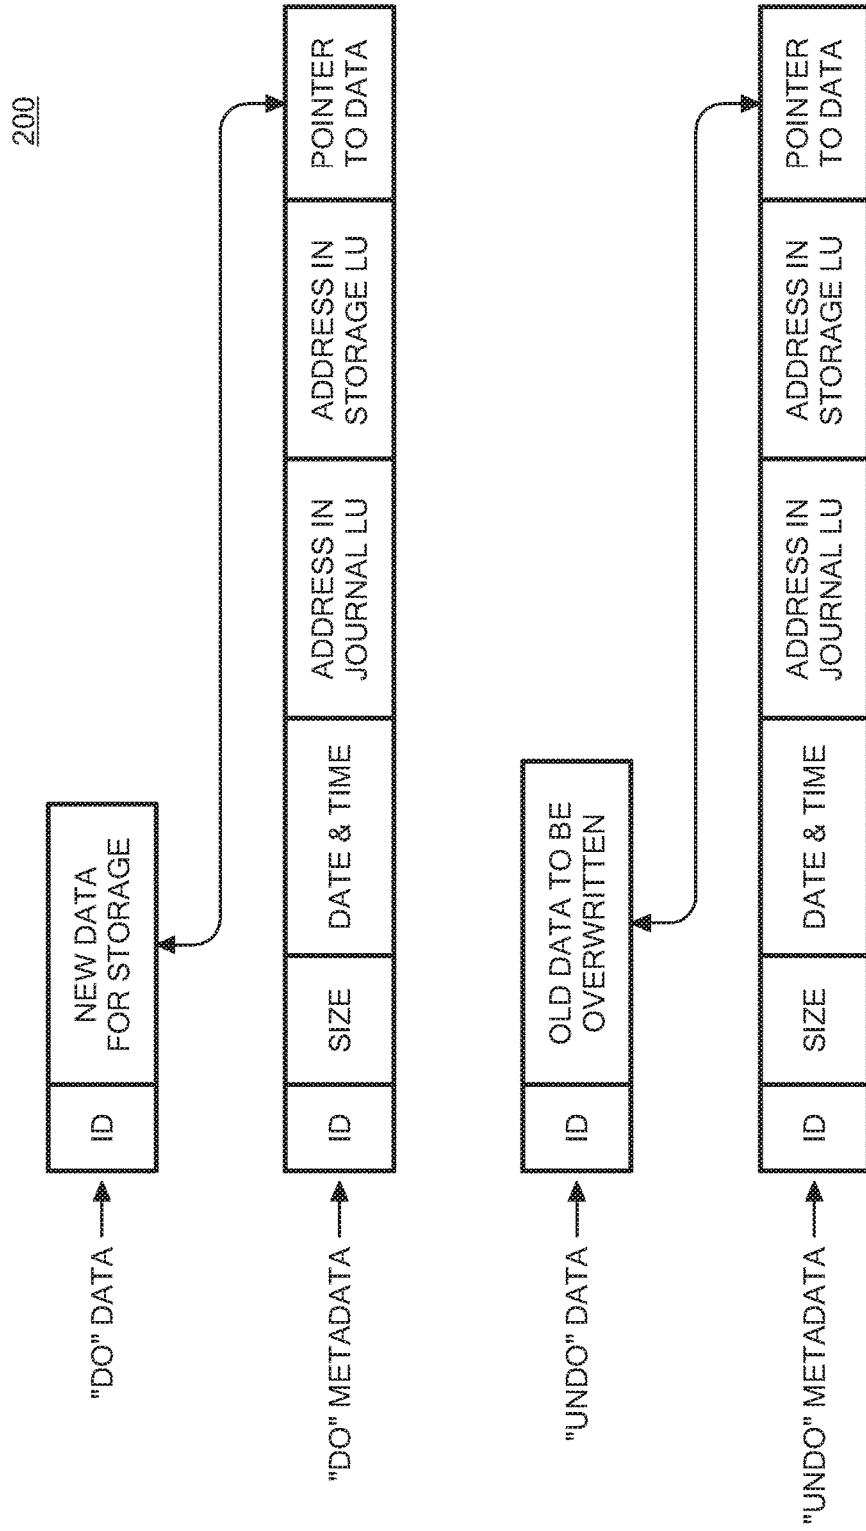 200
"DO" DATA
ID
NEW DATA
FOR STORAGE
"DO" METADATA
ID
SIZE
DATE & TIME
ADDRESS IN
JOURNAL LU
ADDRESS IN
STORAGE LU
POINTER
TO DATA
"UNDO" DATA
ID
OLD DATA TO BE
OVERWRITTEN
"UNDO" METADATA
ID
SIZE
DATE & TIME
ADDRESS IN
JOURNAL LU
ADDRESS IN
STORAGE LU
POINTER
TO DATA